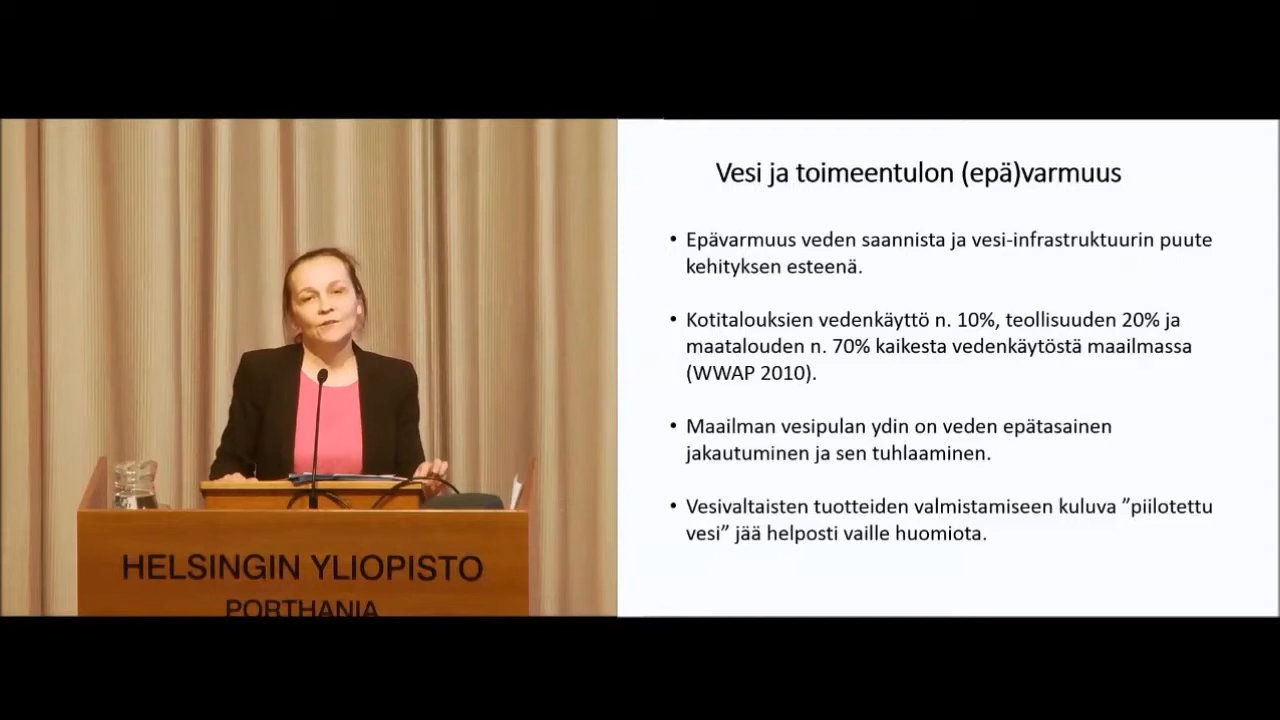 Vesi ja toimeentulon (epä)varmuus
• Epävarmuus veden saannista ja vesi-infrastruktuurin puute
kehityksen esteenä.
• Kotitalouksien vedenkäyttö n. 10%, teollisuuden 20% ja
maatalouden n. 70% kaikesta vedenkäytöstä maailmassa
(WWAP 2010).
• Maailman vesipulan ydin on veden epätasainen
jakautuminen ja sen tuhlaaminen.
• Vesivaltaisten tuotteiden valmistamiseen kuluva ”piilotettu
vesi” jää helposti vaille huomiota.
HELSINGIN YLIOPISTO
PORTHANIA